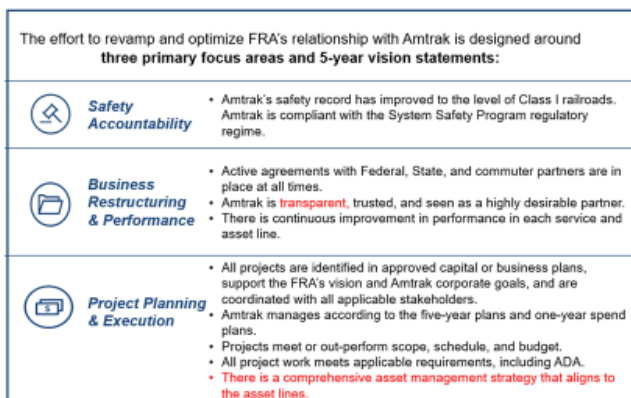 The effort to revamp and optimize FRA's relationship with Amtrak is designed around
three primary focus areas and 5-year vision statements:
Safety
Accountability
• Amtrak's safety record has improved to the level of Class I railroads.
Amtrak is compliant with the System Safety Program regulatory
regime.
Business
Restructuring
& Performance
• Active agreements with Federal, State, and commuter partners are in
place at all times.
• Amtrak is transparent, trusted, and seen as a highly desirable partner.
• There is continuous improvement in performance in each service and
asset line.
Project Planning
& Execution
• All projects are identified in approved capital or business plans,
support the FRA's vision and Amtrak corporate goals, and are
coordinated with all applicable stakeholders.
• Amtrak manages according to the five-year plans and one-year spend
plans.
• Projects meet or out-perform scope, schedule, and budget.
• All project work meets applicable requirements, including ADA.
• There is a comprehensive asset management strategy that aligns to
the asset lines.